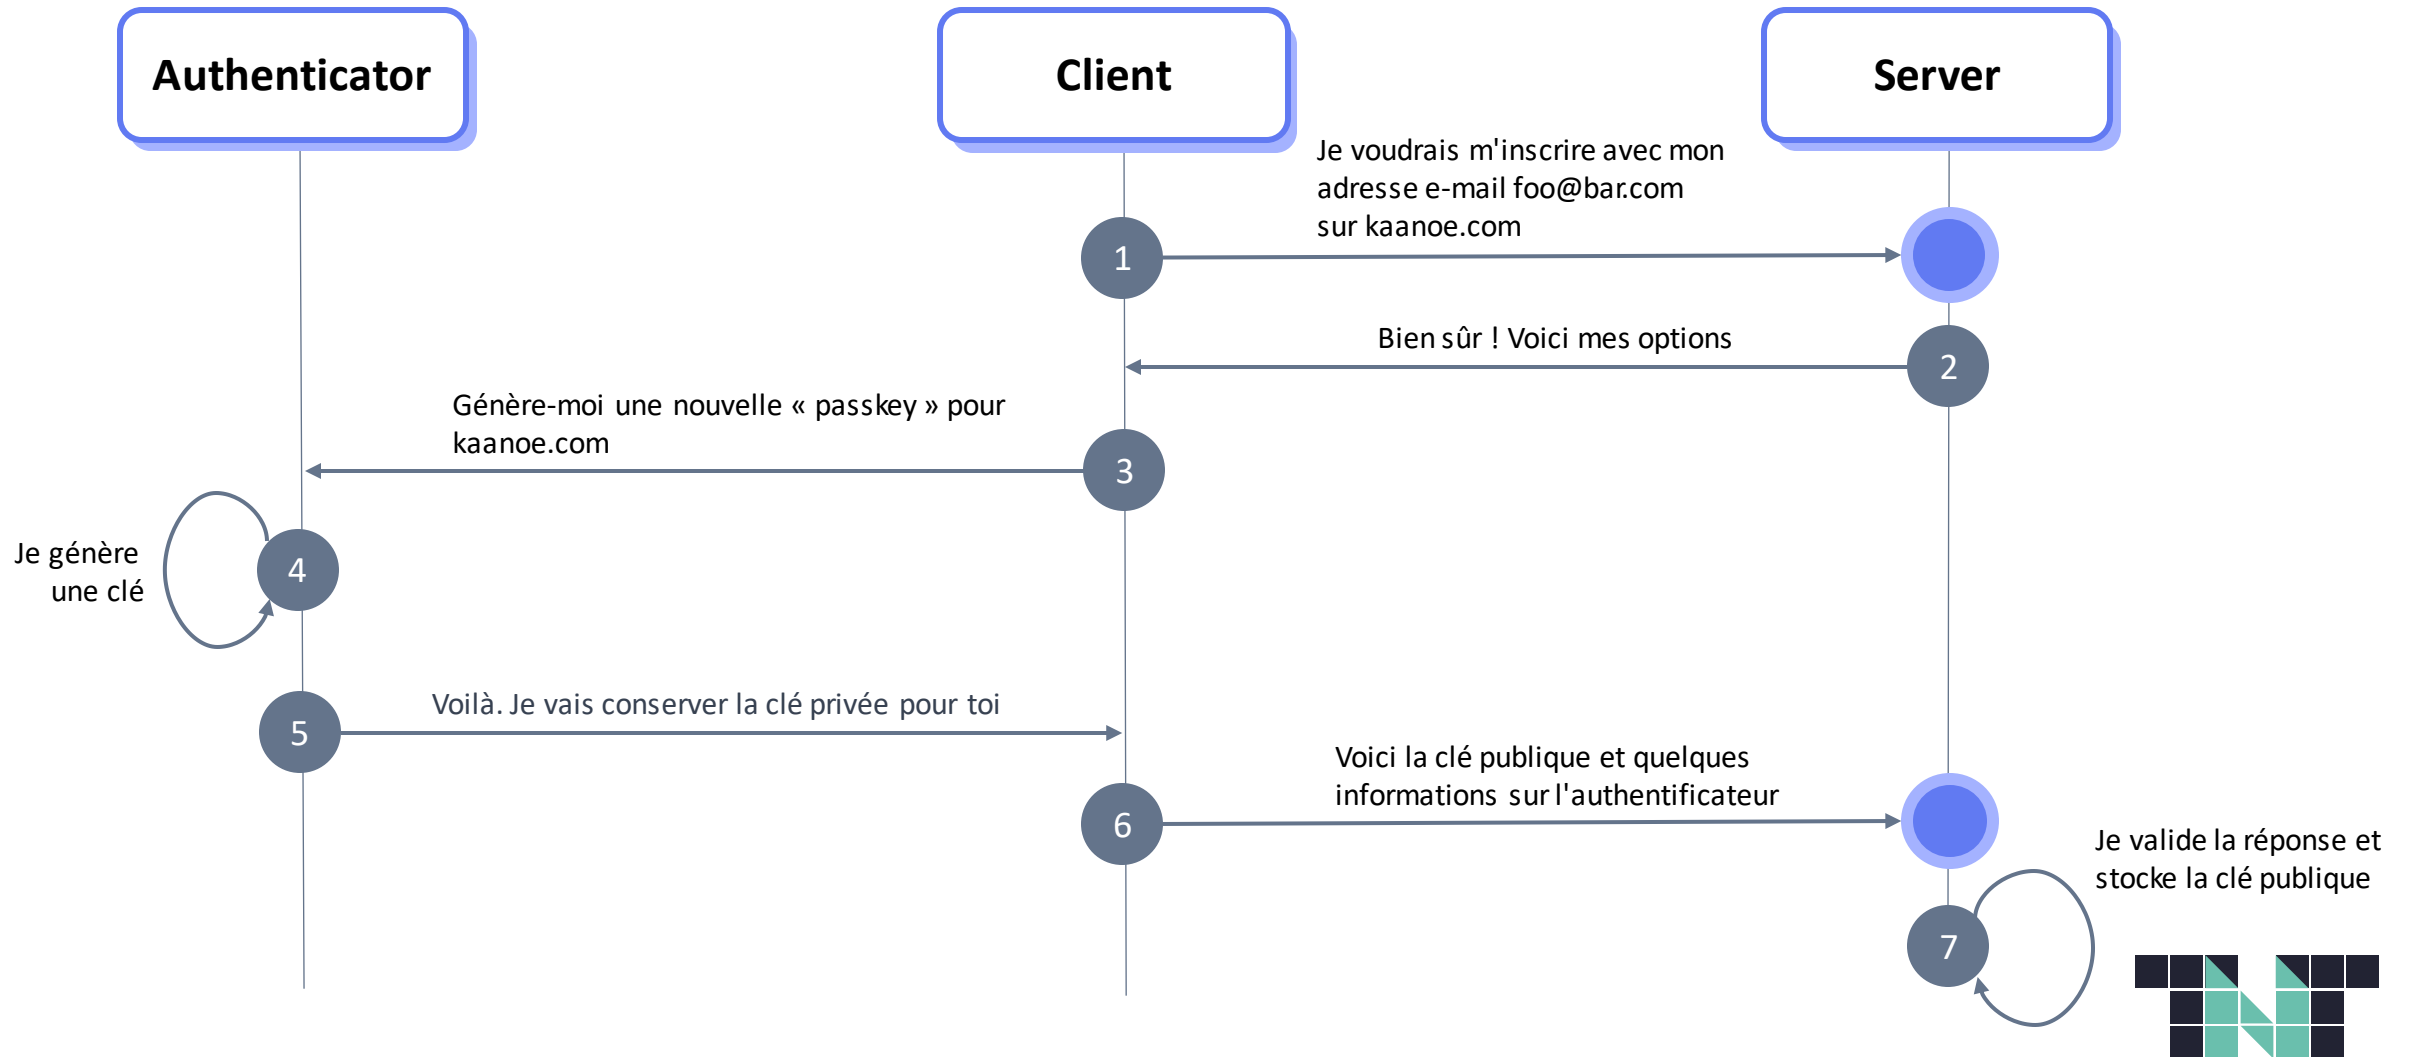 Authenticator
Client
Server
Je voudrais m'inscrire avec mon
adresse e-mail foo@bar.com
sur kaanoe.com
1
Bien sûr ! Voici mes options
2
Génère-moi une nouvelle « passkey » pour
kaanoe.com
3
Je génère
une clé
4
Voilà. Je vais conserver la clé privée pour toi
5
Voici la clé publique et quelques
informations sur l'authentificateur
6
Je valide la réponse et
stocke la clé publique
7
TNT